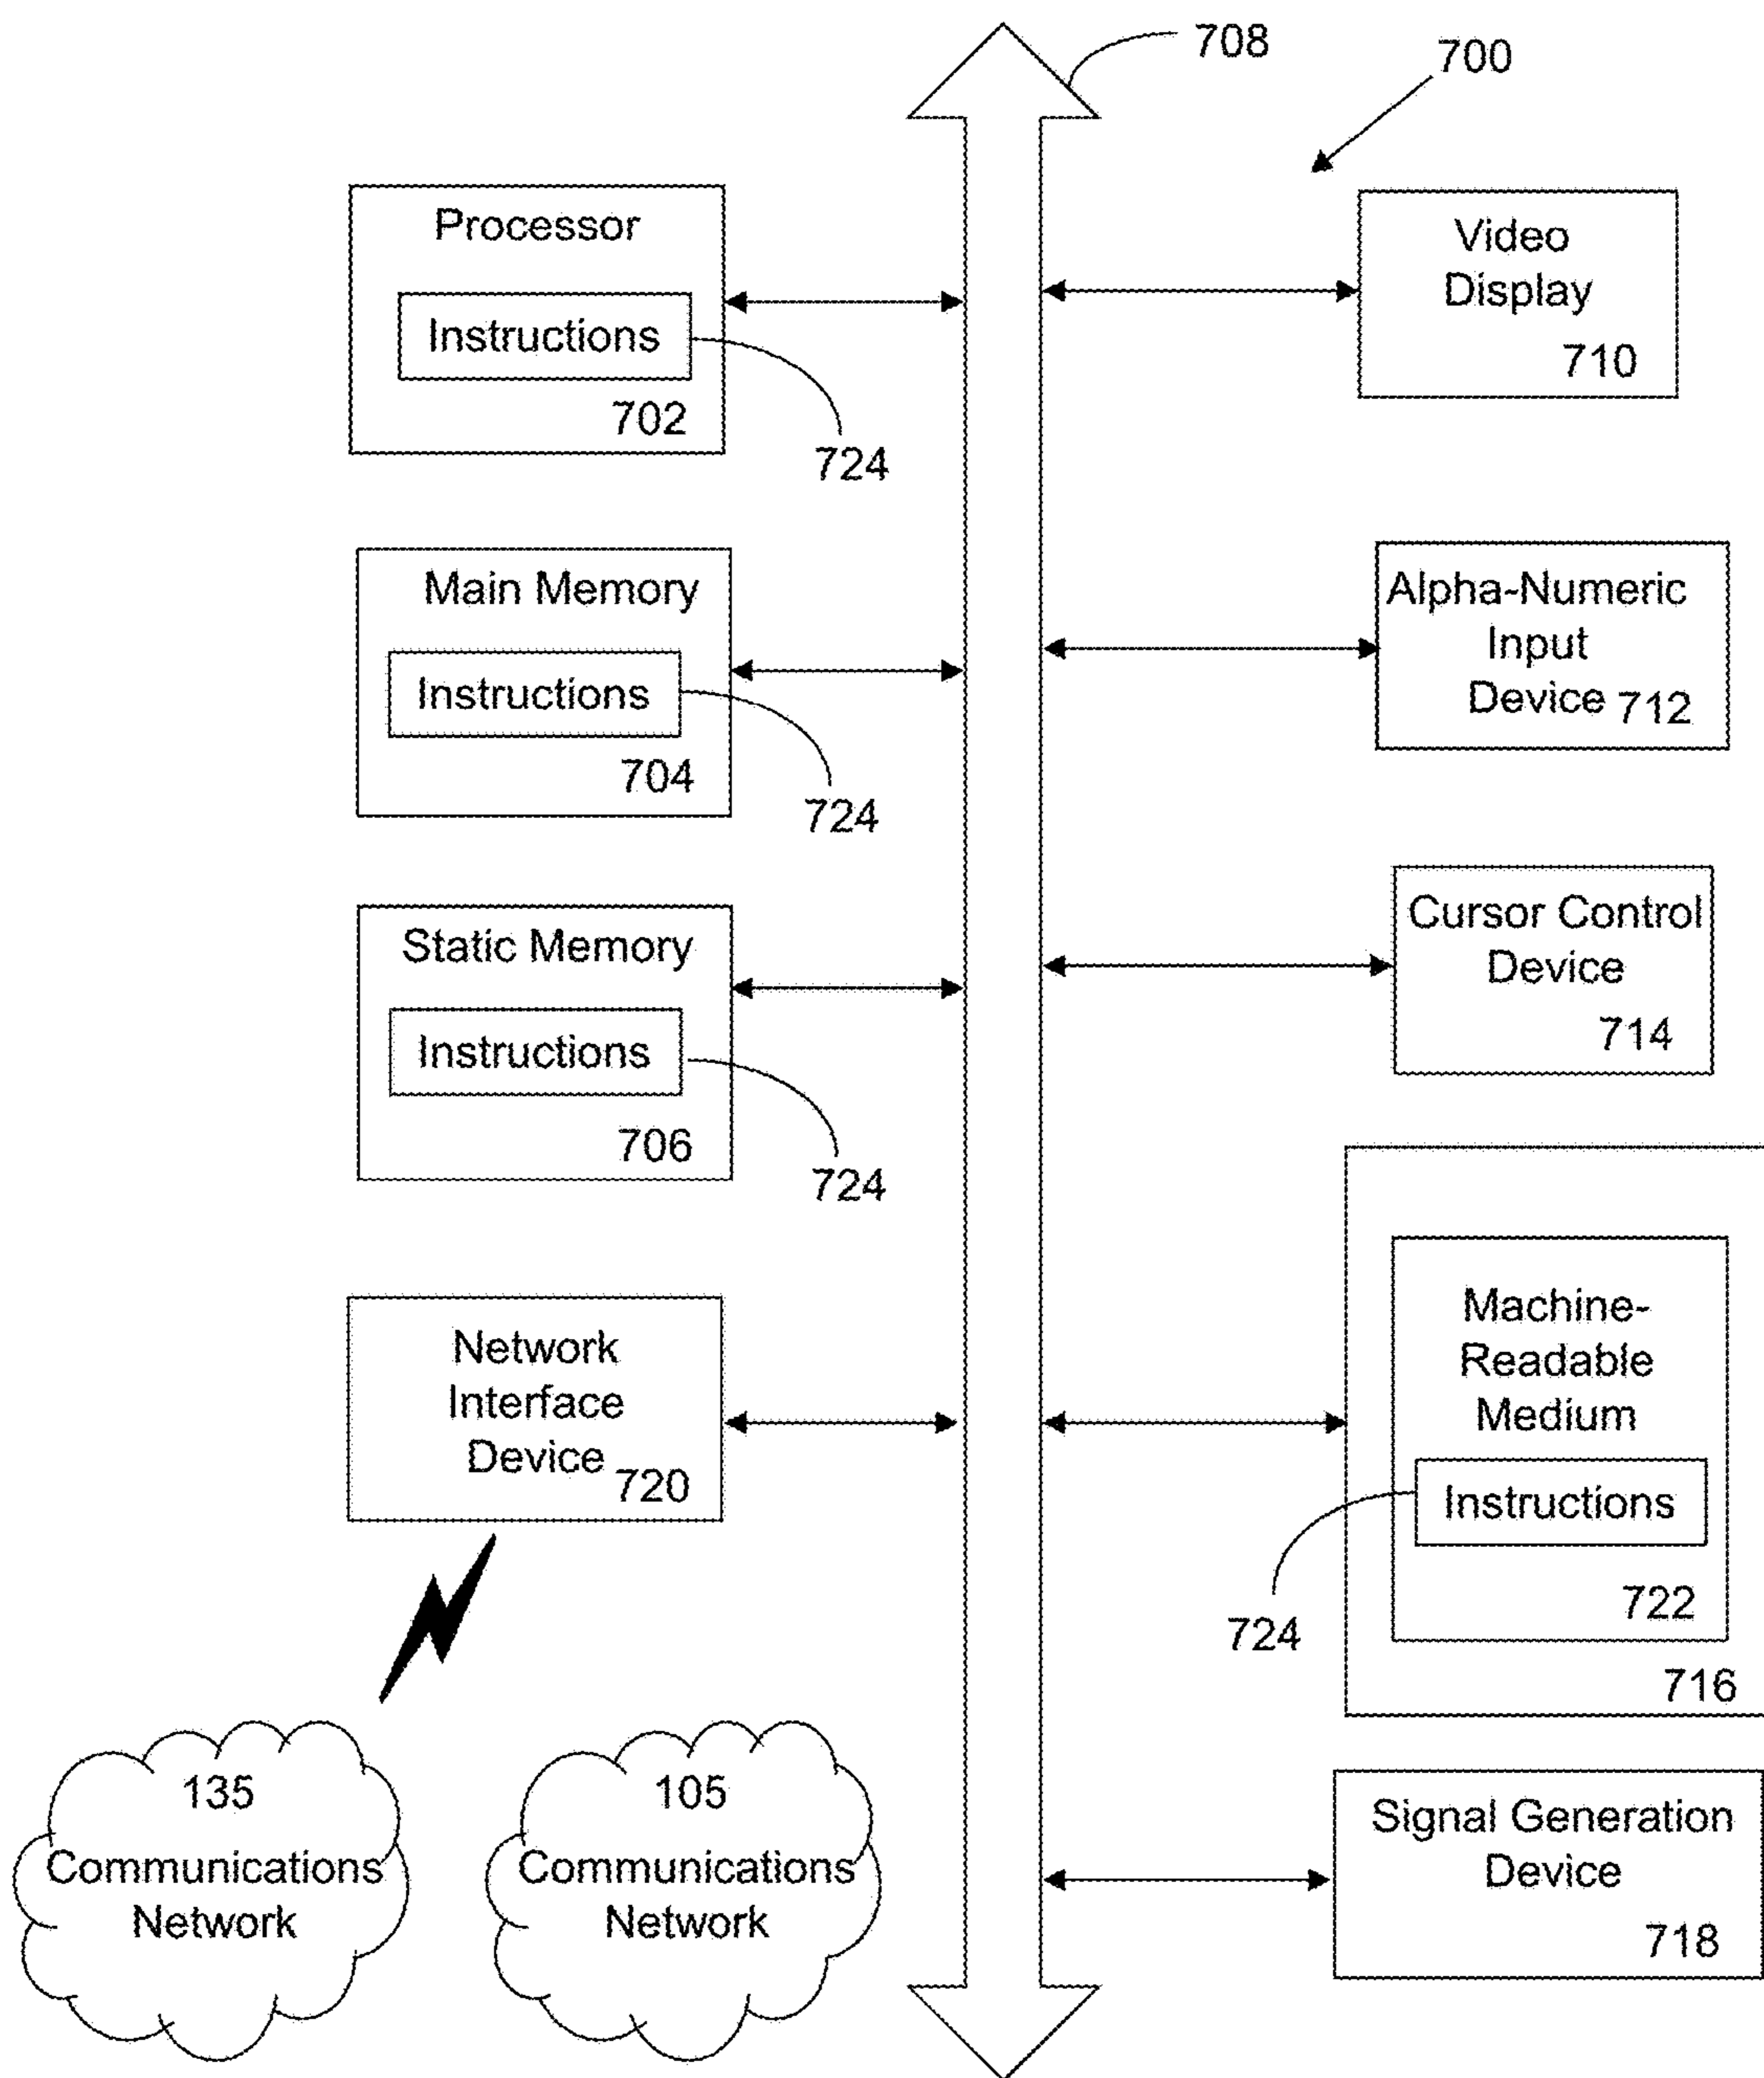 708
700
Processor
Instructions
702
724
Video
Display
710
Main Memory
Instructions
704
724
Alpha-Numeric
Input
Device 712
Static Memory
Instructions
706
724
Cursor Control
Device
714
Network
Interface
Device 720
Machine-
Readable
Medium
Instructions
724
722
716
135
Communications
Network
105
Communications
Network
Signal Generation
Device
718